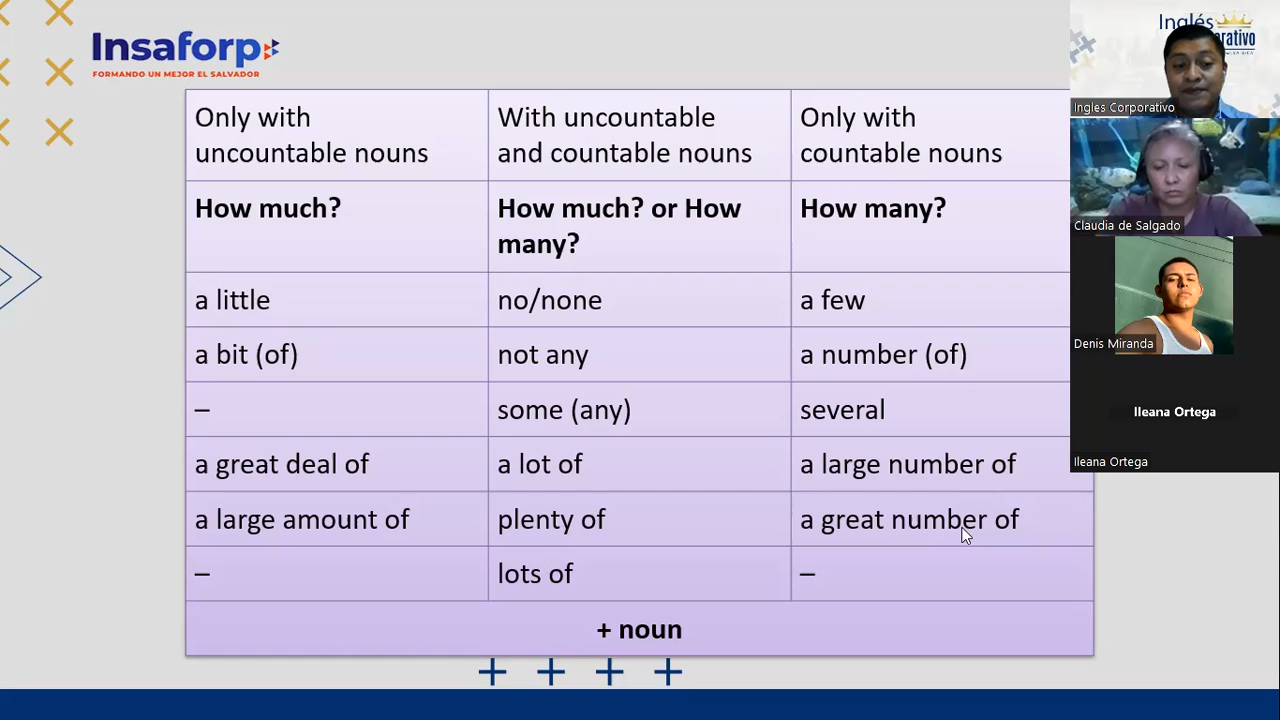 Insaforp
FORMANDO UN MEJOR EL SALVADOR
Only with
uncountable nouns
With uncountable
and countable nouns
Only with
countable nouns
How much?
How much? or How
many?
How many?
a little
no/none
a few
a bit (of)
not any
a number (of)
–
some (any)
several
a great deal of
a lot of
a large number of
a large amount of
plenty of
a great number of
–
lots of
–
+ noun
Inglés
Ingles Corporativo
Claudia de Salgado
Denis Miranda
Ileana Ortega
Ileana Ortega